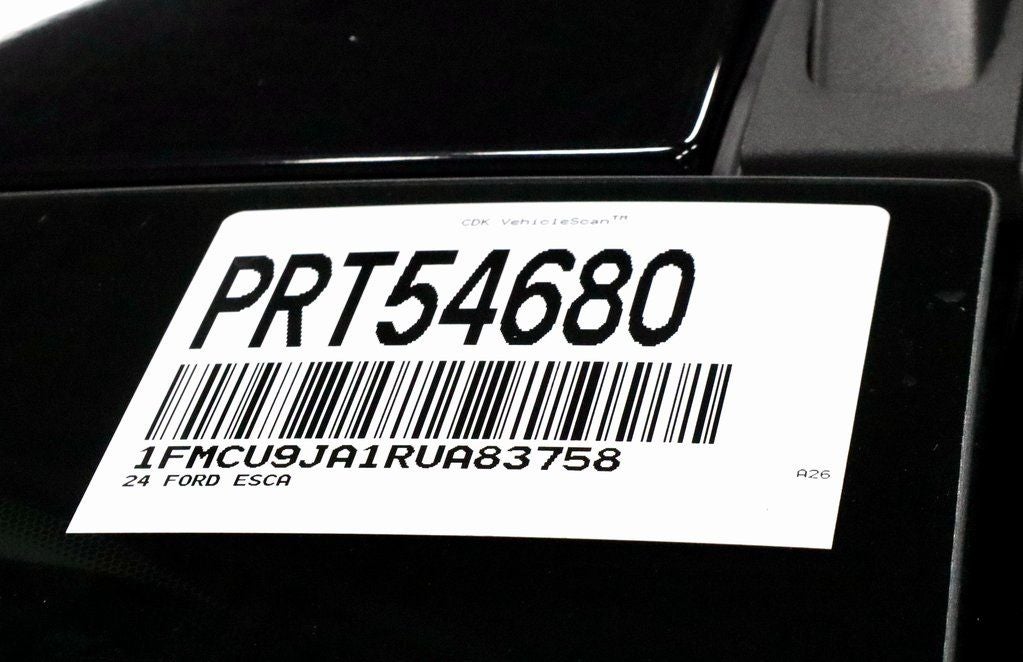 CDK VehicleScan™
PRT54680
1FMCU9JA1RUA83758
24 FORD ESCA
A26